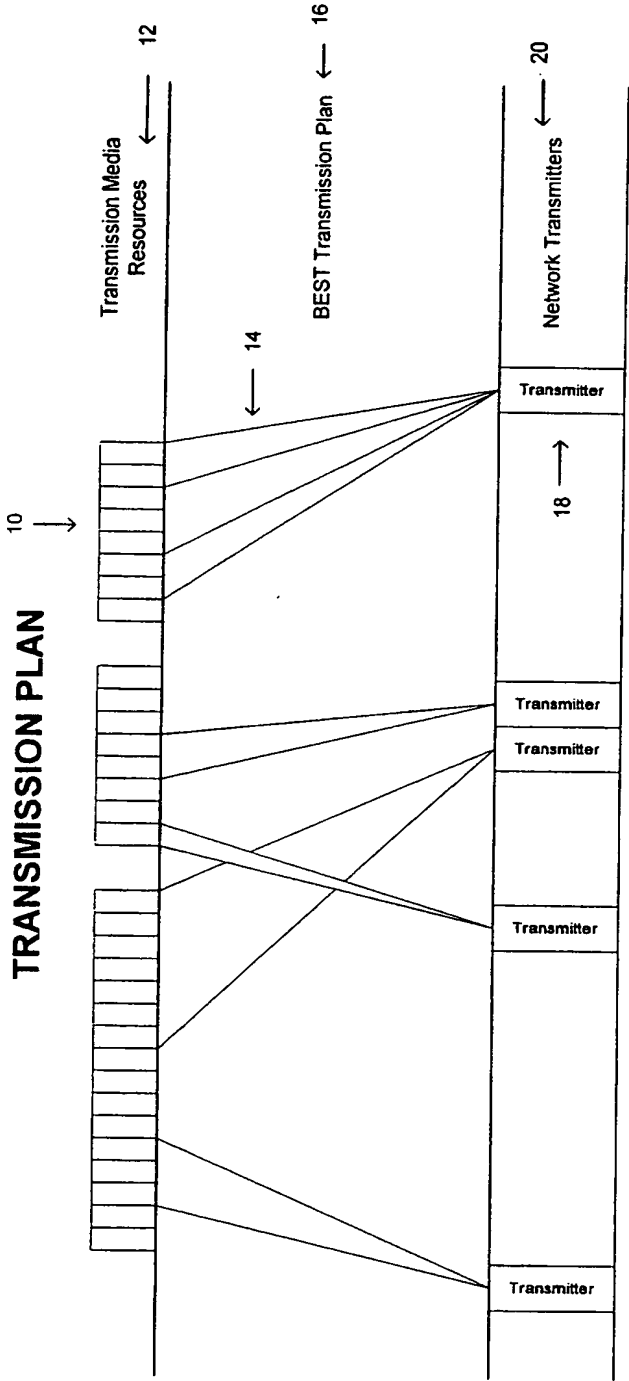 TRANSMISSION PLAN
10
Transmission Media
Resources
12
14
BEST Transmission Plan
16
Network Transmitters
20
18
Transmitter
Transmitter
Transmitter
Transmitter
Transmitter